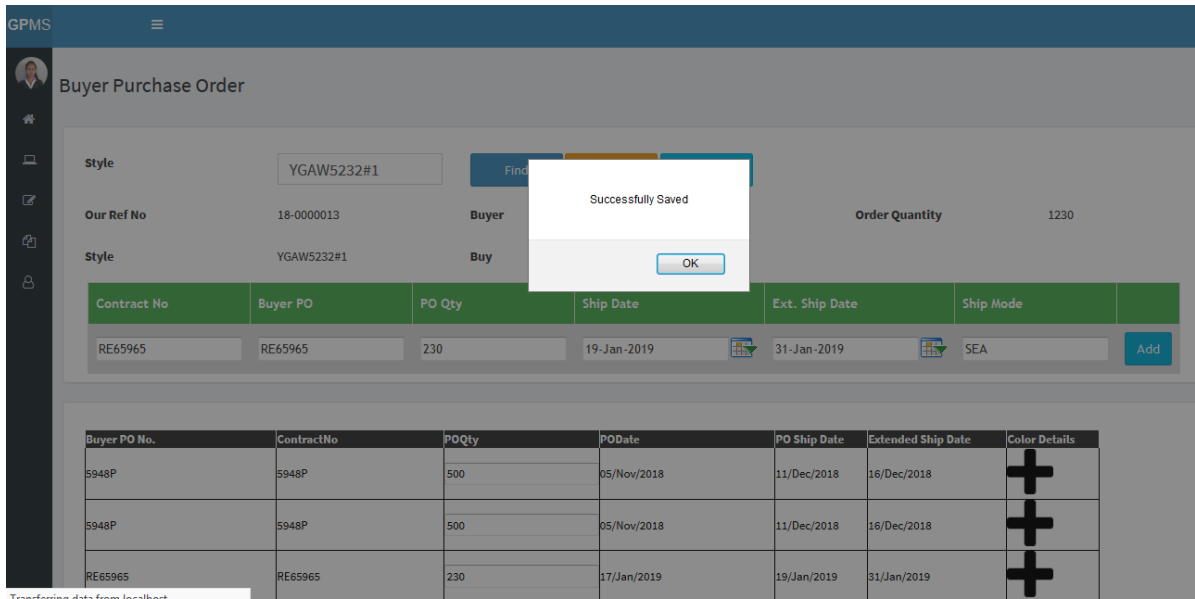 GPMS
Buyer Purchase Order
Style YGAW5232#1 Find
Successfully Saved
Our Ref No 18-0000013 Buyer Order Quantity 1230
Style YGAW5232#1 Buy
OK
Contract No Buyer PO PO Qty Ship Date Ext. Ship Date Ship Mode
RE65965 RE65965 230 19-Jan-2019 31-Jan-2019 SEA Add
Buyer PO No. ContractNo POQty PODate PO Ship Date Extended Ship Date Color Details
5948P 5948P 500 05/Nov/2018 11/Dec/2018 16/Dec/2018
5948P 5948P 500 05/Nov/2018 11/Dec/2018 16/Dec/2018
RE65965 RE65965 230 17/Jan/2019 19/Jan/2019 31/Jan/2019
Transferring data from localhost